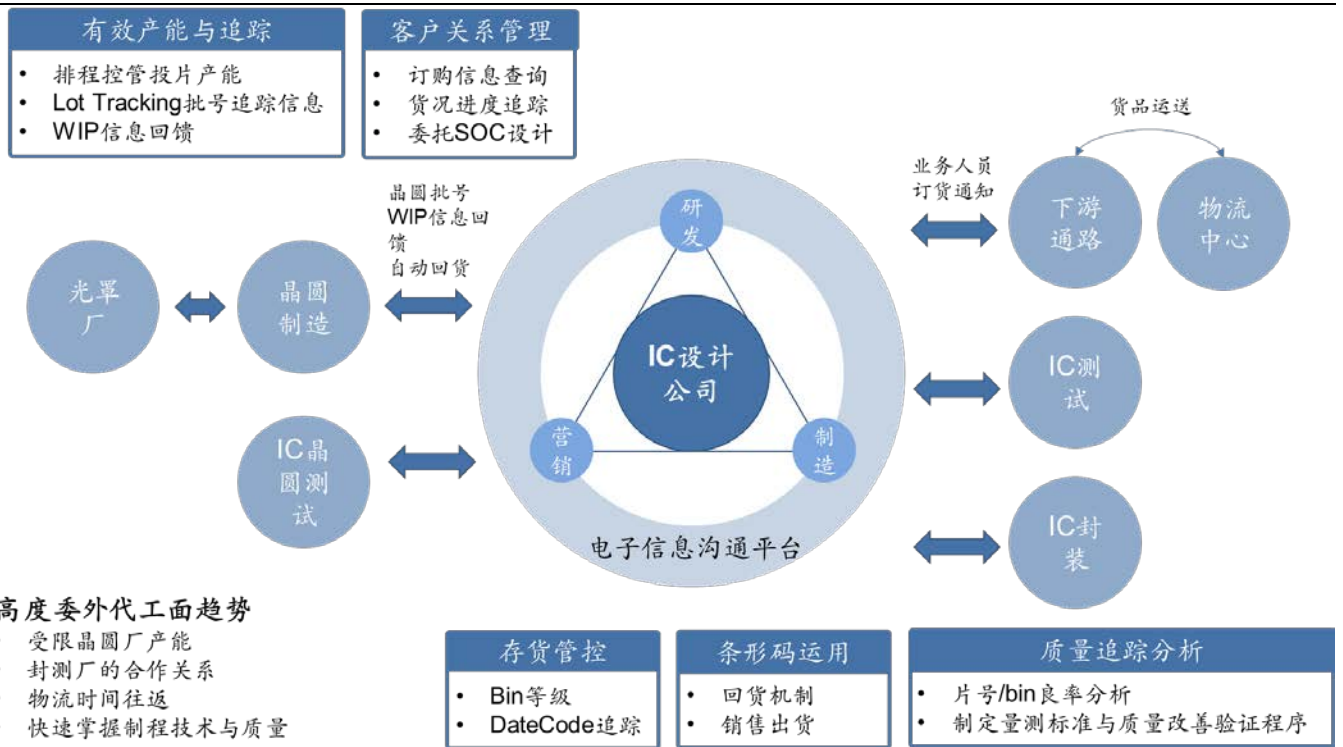 有效产能与追踪
• 排程控管投片产能
• Lot Tracking批号追踪信息
• WIP信息回馈
客户关系管理
• 订购信息查询
• 货况进度追踪
• 委托SOC设计
货品运送
业务人员
订货通知
下游
通路
物流
中心
晶圆批号
WIP信息回
馈
自动回货
光罩
厂
晶圆
制造
研
发
IC设计
公司
营
销
制
造
电子信息沟通平台
IC测
试
IC晶
圆测
试
IC封
装
高度委外代工面趋势
受限晶圆厂产能
封测厂的合作关系
物流时间往返
快速掌握制程技术与质量
存货管控
• Bin等级
• DateCode追踪
条形码运用
• 回货机制
• 销售出货
质量追踪分析
• 片号/bin良率分析
• 制定量测标准与质量改善验证程序